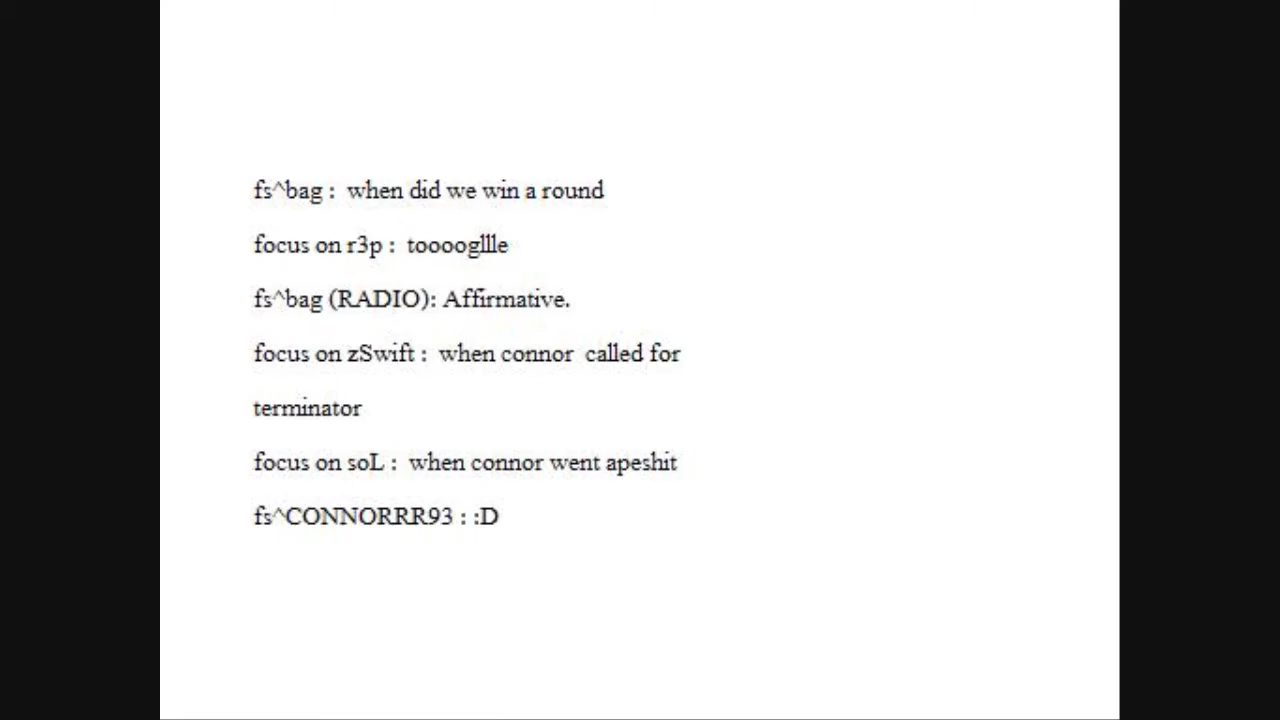 fs^bag :  when did we win a round
focus on r3p :  toooogllle
fs^bag (RADIO): Affirmative.
focus on zSwift :  when connor  called for
terminator
focus on soL :  when connor went apeshit
fs^CONNORRR93 : :D